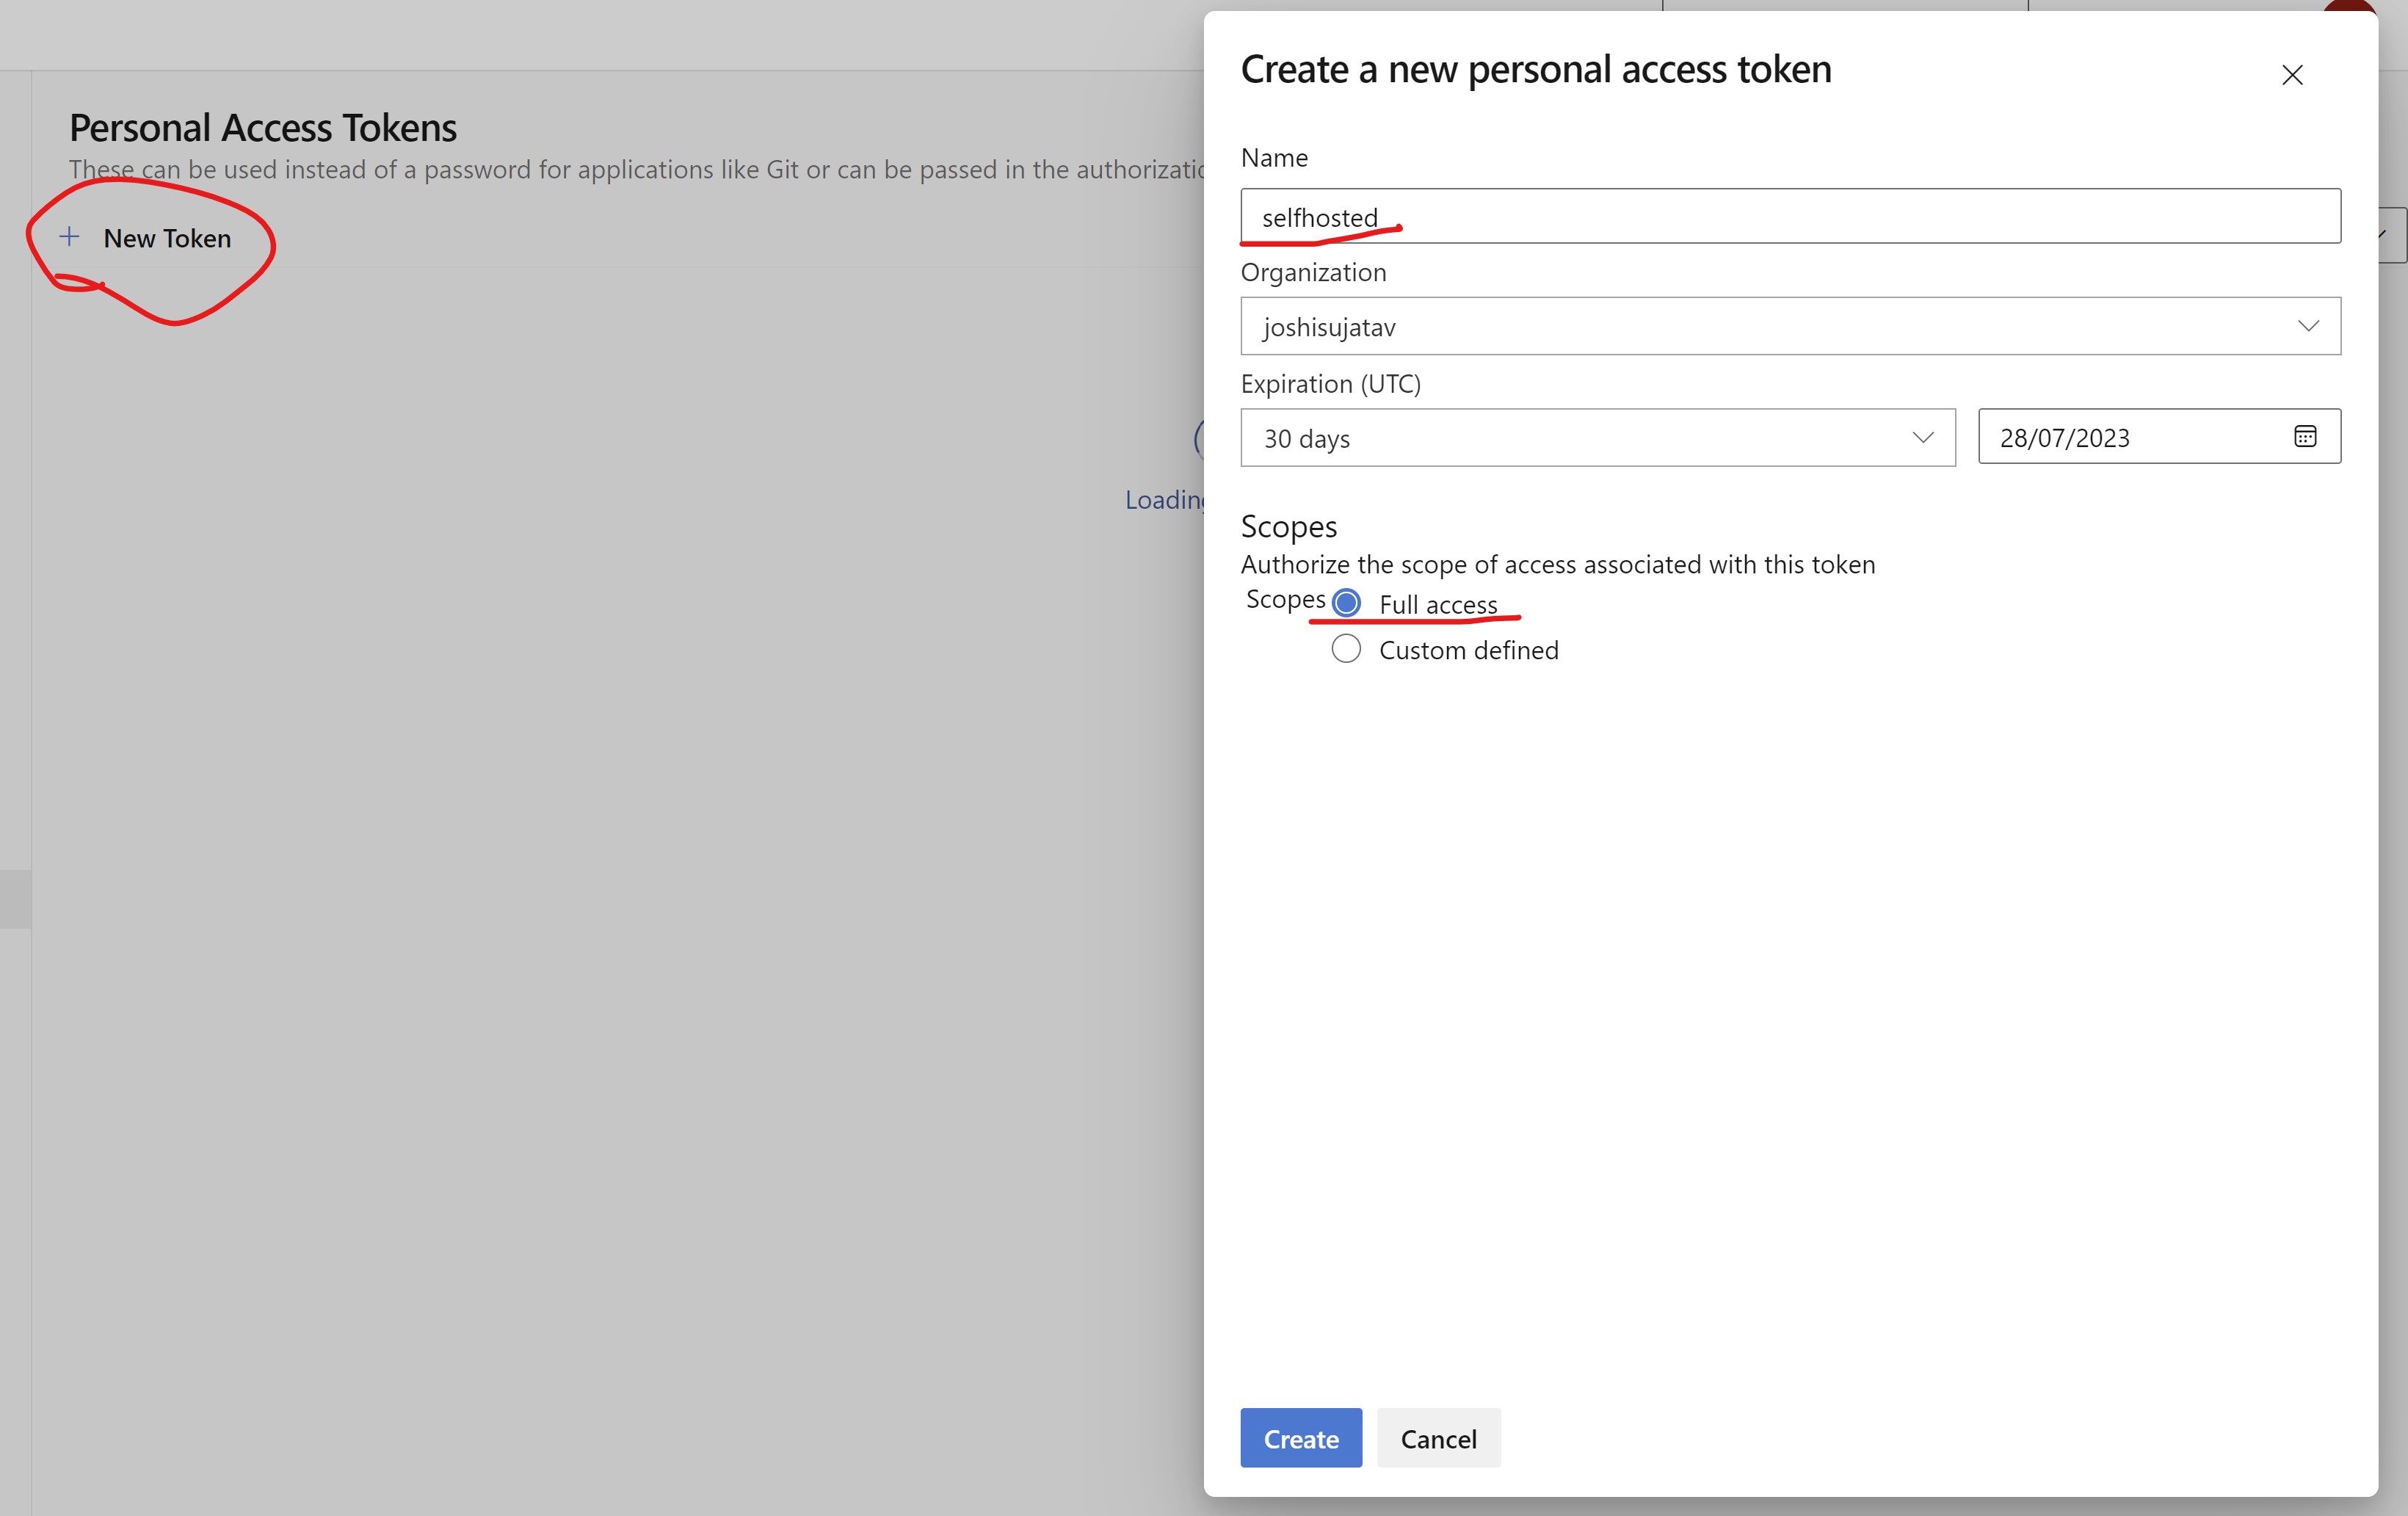 Personal Access Tokens
These can be used instead of a password for applications like Git or can be passed in the
+ New Token
Create a new personal access token
Name
selfhosted
Organization
joshisujatav
Expiration (UTC)
30 days
28/07/2023
Scopes
Authorize the scope of access associated with this token
Scopes
Full access
Custom defined
Create
Cancel